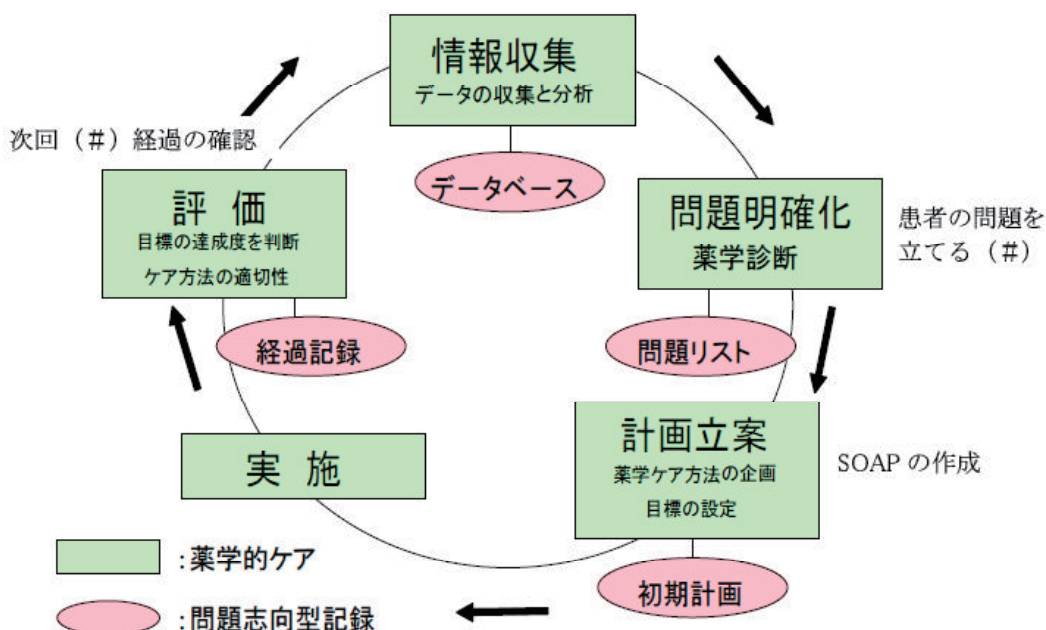 情報収集
データの収集と分析
データベース
問題明確化
薬学診断
問題リスト
患者の問題を
立てる（＃）
計画立案
薬学ケア方法の企画
目標の設定
初期計画
SOAP の作成
実 施
評 価
目標の達成度を判断
ケア方法の適切性
経過記録
次回（＃）経過の確認
：薬学的ケア
：問題志向型記録